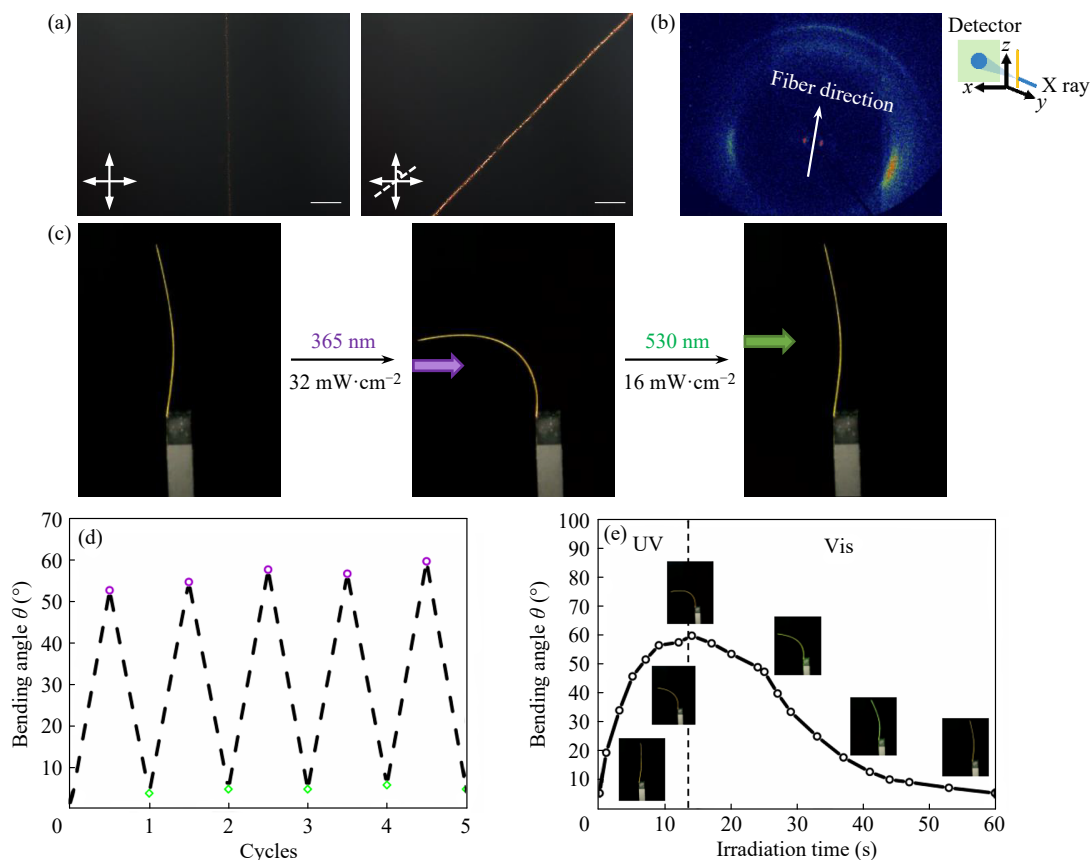 (a)
(b)
Fiber direction
Detector
z
x
y
X ray
(c)
365 nm
32 mW·cm⁻²
530 nm
16 mW·cm⁻²
(d)
Bending angle θ (°)
70
60
50
40
30
20
10
0
1
2
3
4
5
Cycles
(e)
UV
Vis
Bending angle θ (°)
100
90
80
70
60
50
40
30
20
10
0
10
20
30
40
50
60
Irradiation time (s)